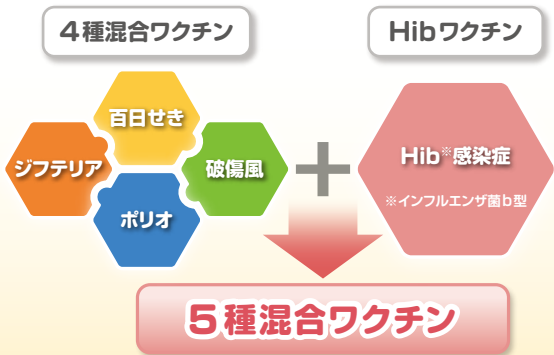 4種混合ワクチン
Hibワクチン
百日せき
ジフテリア
破傷風
ポリオ
Hib※感染症
※インフルエンザ菌b型
5種混合ワクチン